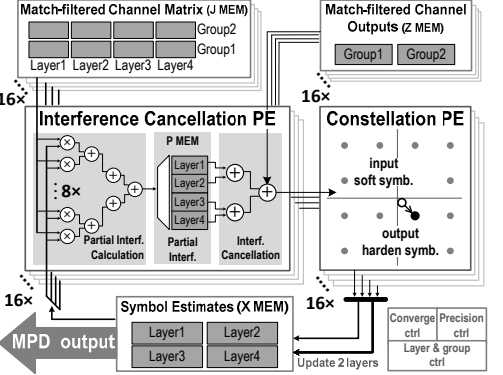 Match-filtered Channel Matrix (J MEM)
Group2
Group1
Layer1 Layer2 Layer3 Layer4
Match-filtered Channel
Outputs (Z MEM)
Group1 Group2
16×
16×
Interference Cancellation PE
P MEM
Layer1
Layer2
Layer3
Layer4
8×
Partial Interf.
Calculation
Partial
Interf.
Interf.
Cancellation
Constellation PE
input
soft symb.
output
harden symb.
16×
16×
Symbol Estimates (X MEM)
Layer1 Layer2
Layer3 Layer4
MPD output
Update 2 layers
Converge
ctrl
Precision
ctrl
Layer & group
ctrl